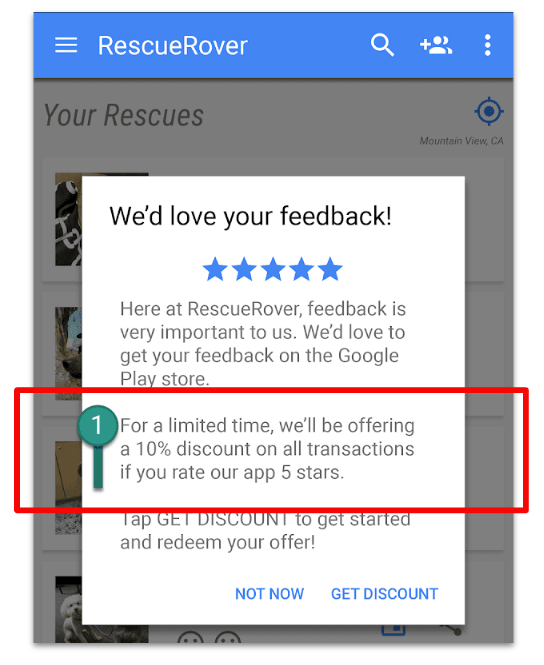 RescueRover
Your Rescues
Mountain View, CA
We'd love your feedback!
Here at RescueRover, feedback is
very important to us. We'd love to
get your feedback on the Google
Play store.
1
For a limited time, we'll be offering
a 10% discount on all transactions
if you rate our app 5 stars.
Tap GET DISCOUNT to get started
and redeem your offer!
NOT NOW GET DISCOUNT